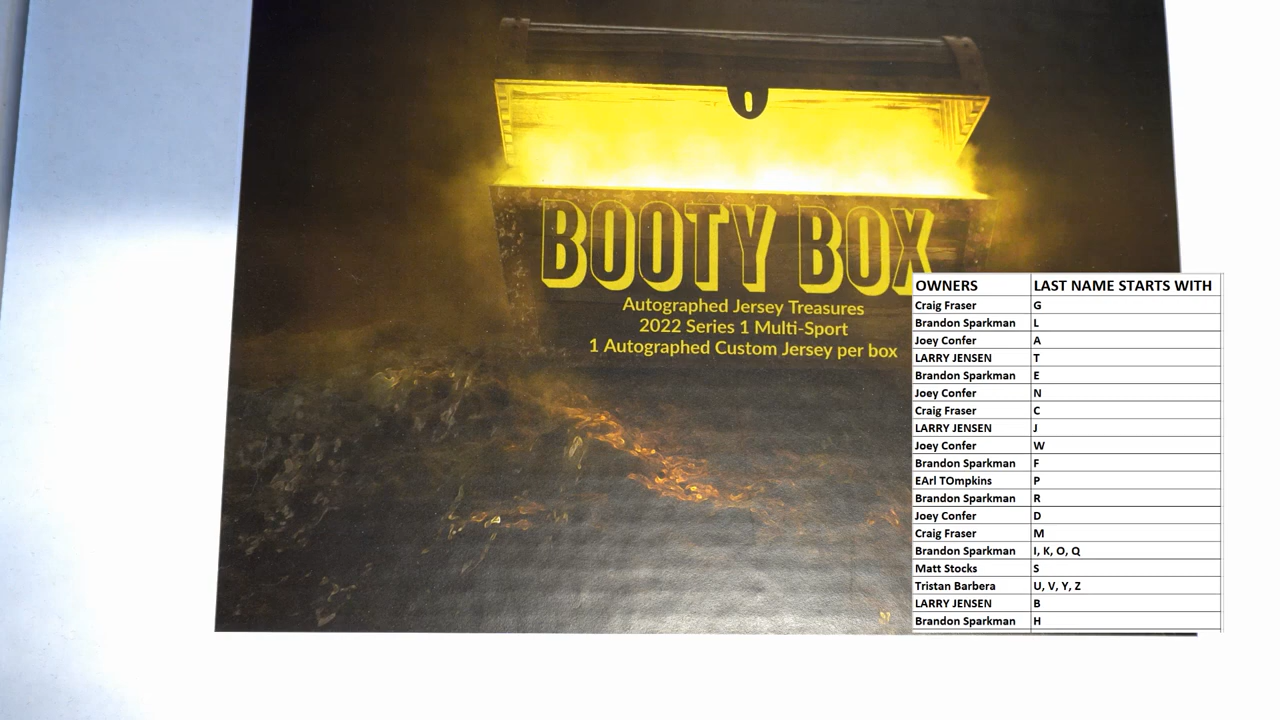 BOOTY BOX
Autographed Jersey Treasures
2022 Series 1 Multi-Sport
1 Autographed Custom Jersey per box
OWNERS LAST NAME STARTS WITH
Craig Fraser G
Brandon Sparkman L
Joey Confer A
LARRY JENSEN T
Brandon Sparkman E
Joey Confer N
Craig Fraser C
LARRY JENSEN J
Joey Confer W
Brandon Sparkman F
EArl TOmpkins P
Brandon Sparkman R
Joey Confer D
Craig Fraser M
Brandon Sparkman I, K, O, Q
Matt Stocks S
Tristan Barbera U, V, Y, Z
LARRY JENSEN B
Brandon Sparkman H